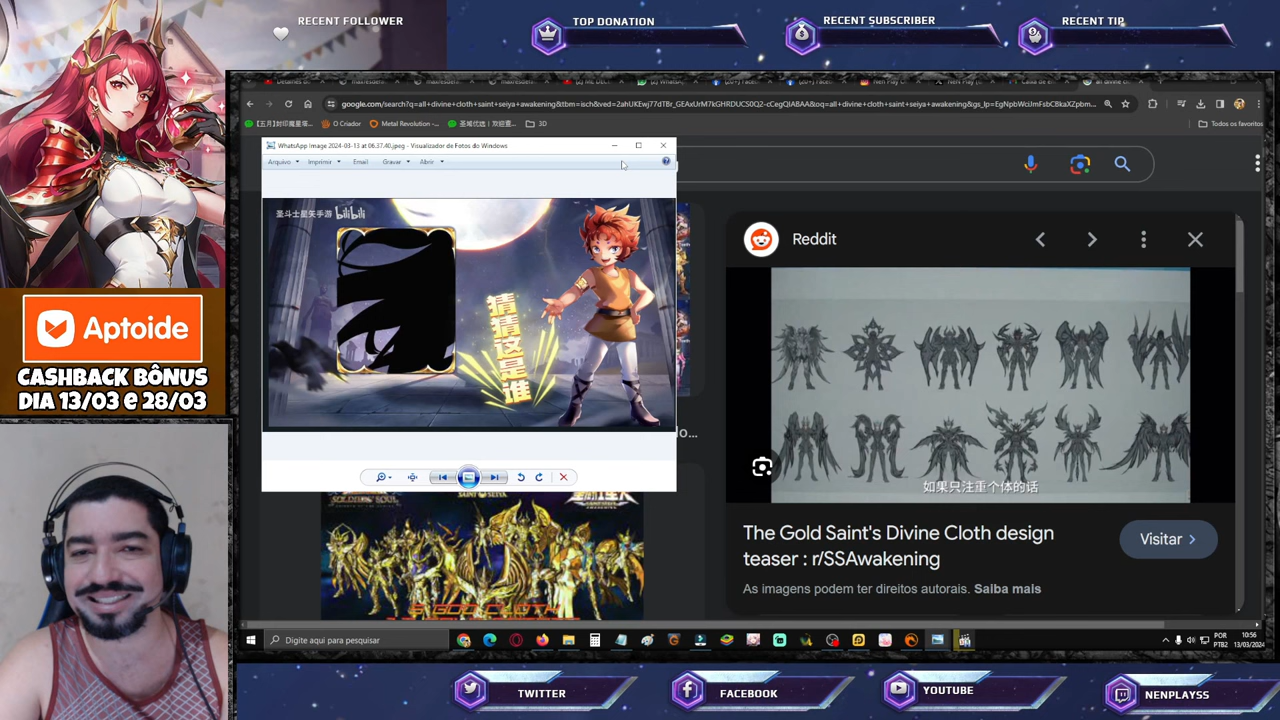 RECENT FOLLOWER
TOP DONATION
RECENT SUBSCRIBER
RECENT TIP
google.com/search?q=all+divine+cloth+saint+seiya+awakening&tbm=isch&ved=
O Criador
Metal Revolution -...
3D
Todos os favoritos
WhatsApp Image 2024-03-13 at 06.37.40.jpeg - Visualizador de Fotos do Windows
Arquivo
Imprimir
Email
Gravar
Abrir
圣斗士星矢手游 bilibili
猜猜这是谁
Reddit
如果只注重个体的话
The Gold Saint's Divine Cloth design
teaser : r/SSAwakening
Visitar
As imagens podem ter direitos autorais. Saiba mais
Aptoide
CASHBACK BÔNUS
DIA 13/03 e 28/03
Digite aqui para pesquisar
POR
PTB2
10:56
13/03/2024
TWITTER
FACEBOOK
YOUTUBE
NENPLAYSS